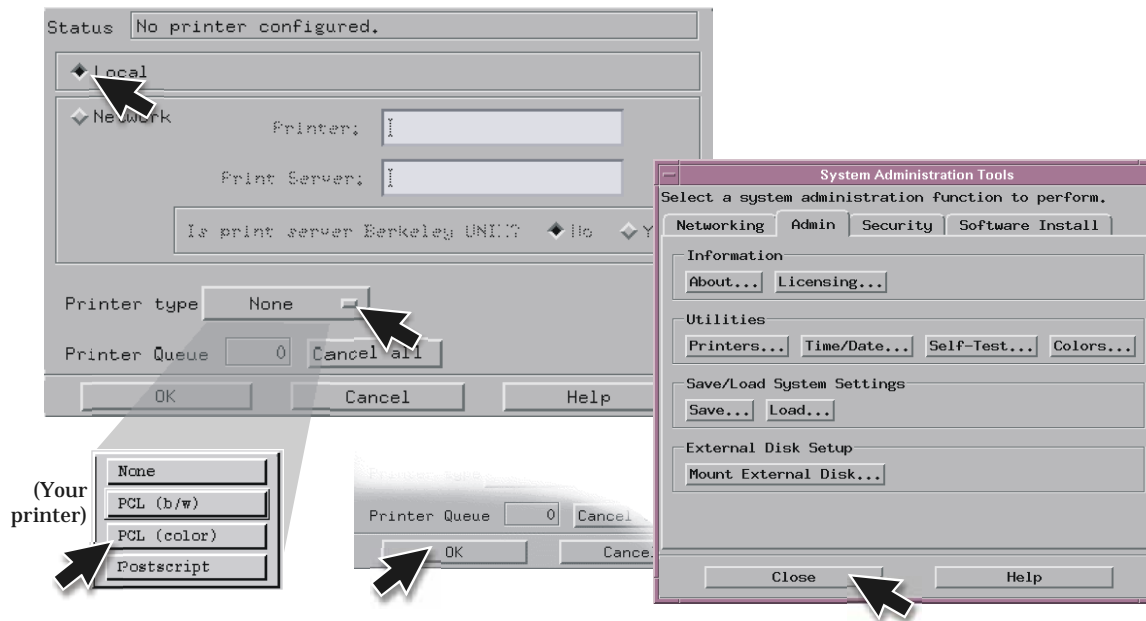 Status No printer configured.
Local
Network
Printer:
Print Server:
Is print server Berkeley UNIX? No Y
Printer type None
Printer Queue 0 Cancel all
OK Cancel Help
(Your
printer)
None
PCL (b/w)
PCL (color)
Postscript
Printer Queue 0 Cancel
OK Cance
System Administration Tools
Select a system administration function to perform.
Networking Admin Security Software Install
Information
About... Licensing...
Utilities
Printers... Time/Date... Self-Test... Colors...
Save/Load System Settings
Save... Load...
External Disk Setup
Mount External Disk...
Close Help